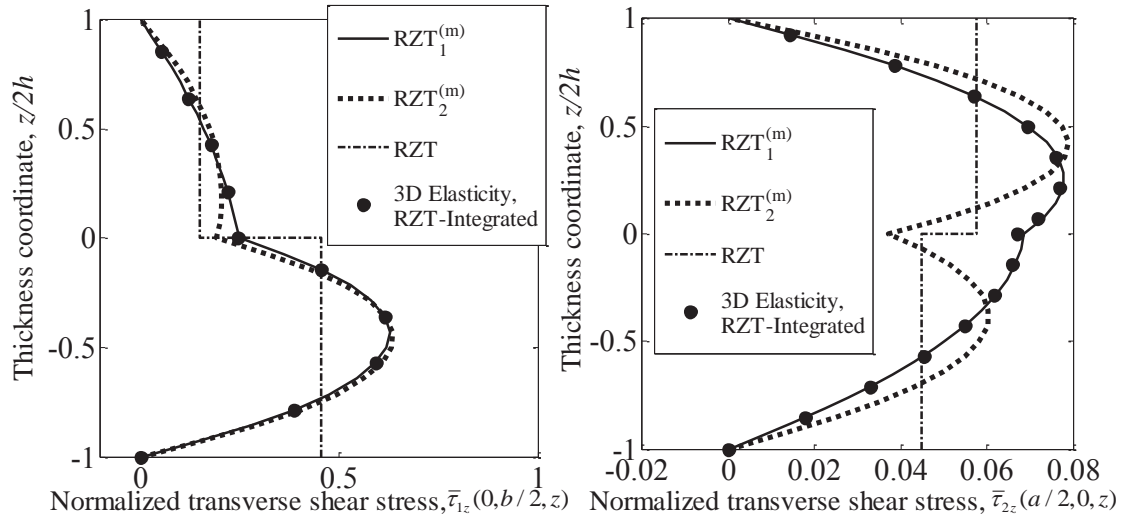 1
0.5
0
-0.5
-1
Thickness coordinate, z/2h
RZT₁⁽ᵐ⁾
RZT₂⁽ᵐ⁾
RZT
3D Elasticity,
RZT-Integrated
0
0.5
1
Normalized transverse shear stress, τ̅₁z(0,b/2,z)
1
0.5
0
-0.5
-1
Thickness coordinate, z/2h
RZT₁⁽ᵐ⁾
RZT₂⁽ᵐ⁾
RZT
3D Elasticity,
RZT-Integrated
-0.02
0
0.02
0.04
0.06
0.08
Normalized transverse shear stress, τ̅₂z(a/2,0,z)